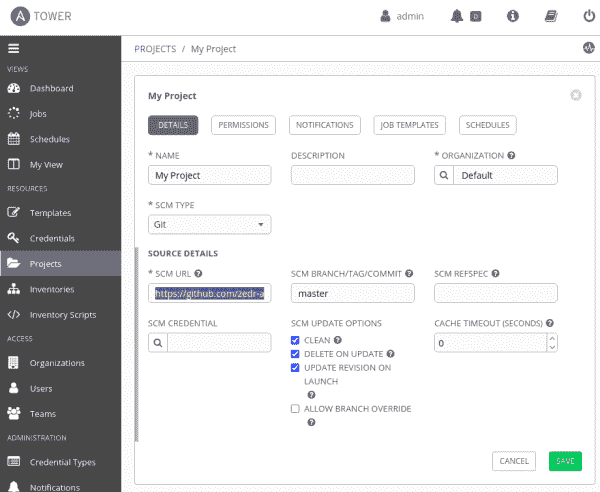 A TOWER
admin
0
PROJECTS / My Project
VIEWS
Dashboard
Jobs
Schedules
My View
RESOURCES
Templates
Credentials
Projects
Inventories
Inventory Scripts
ACCESS
Organizations
Users
Teams
ADMINISTRATION
Credential Types
Notifications
My Project
DETAILS PERMISSIONS NOTIFICATIONS JOB TEMPLATES SCHEDULES
* NAME DESCRIPTION * ORGANIZATION ?
My Project Default
* SCM TYPE
Git
SOURCE DETAILS
* SCM URL ? SCM BRANCH/TAG/COMMIT ? SCM REFSPEC ?
https://github.com/2edr-a master
SCM CREDENTIAL SCM UPDATE OPTIONS CACHE TIMEOUT (SECONDS) ?
CLEAN ? 0
DELETE ON UPDATE ?
UPDATE REVISION ON
LAUNCH
?
ALLOW BRANCH OVERRIDE
?
CANCEL SAVE